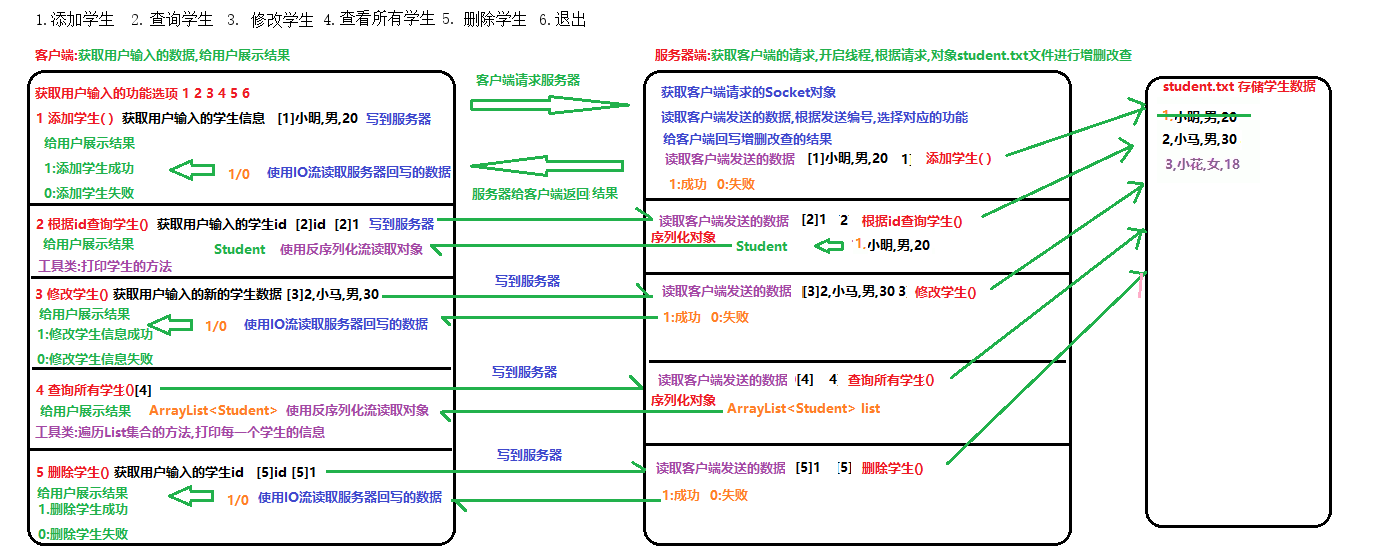 1.添加学生 2. 查询学生 3. 修改学生 4.查看所有学生 5. 删除学生 6.退出
客户端:获取用户输入的数据,给用户展示结果
获取用户输入的功能选项 1 2 3 4 5 6
1 添加学生( ) 获取用户输入的学生信息 [1]小明,男,20 写到服务器
给用户展示结果
1:添加学生成功
1/0 使用IO流读取服务器回写的数据
0:添加学生失败
2 根据id查询学生() 获取用户输入的学生id [2]id [2]1 写到服务器
给用户展示结果
Student 使用反序列化流读取对象
工具类:打印学生的方法
3 修改学生() 获取用户输入的新的学生数据 [3]2,小马,男,30
给用户展示结果
1:修改学生信息成功
1/0 使用IO流读取服务器回写的数据
0:修改学生信息失败
4 查询所有学生()[4]
给用户展示结果 ArrayList<Student> 使用反序列化流读取对象
工具类:遍历List集合的方法,打印每一个学生的信息
5 删除学生() 获取用户输入的学生id [5]id [5]1
给用户展示结果
1.删除学生成功
1/0 使用IO流读取服务器回写的数据
0:删除学生失败
客户端请求服务器
服务器给客户端返回 结果
写到服务器
写到服务器
写到服务器
服务器端:获取客户端的请求,开启线程,根据请求,对象student.txt文件进行增删改查
获取客户端请求的Socket对象
读取客户端发送的数据,根据发送编号,选择对应的功能
给客户端回写增删改查的结果
读取客户端发送的数据 [1]小明,男,20 1] 添加学生( )
1:成功 0:失败
读取客户端发送的数据 [2]1 2 根据id查询学生()
序列化对象
Student 1.小明,男,20
读取客户端发送的数据 [3]2,小马,男,30 3 修改学生()
1:成功 0:失败
读取客户端发送的数据 [4] 4 查询所有学生()
序列化对象
ArrayList<Student> list
读取客户端发送的数据 [5]1 [5] 删除学生()
1:成功 0:失败
student.txt 存储学生数据
1.小明,男,20
2,小马,男,30
3,小花,女,18